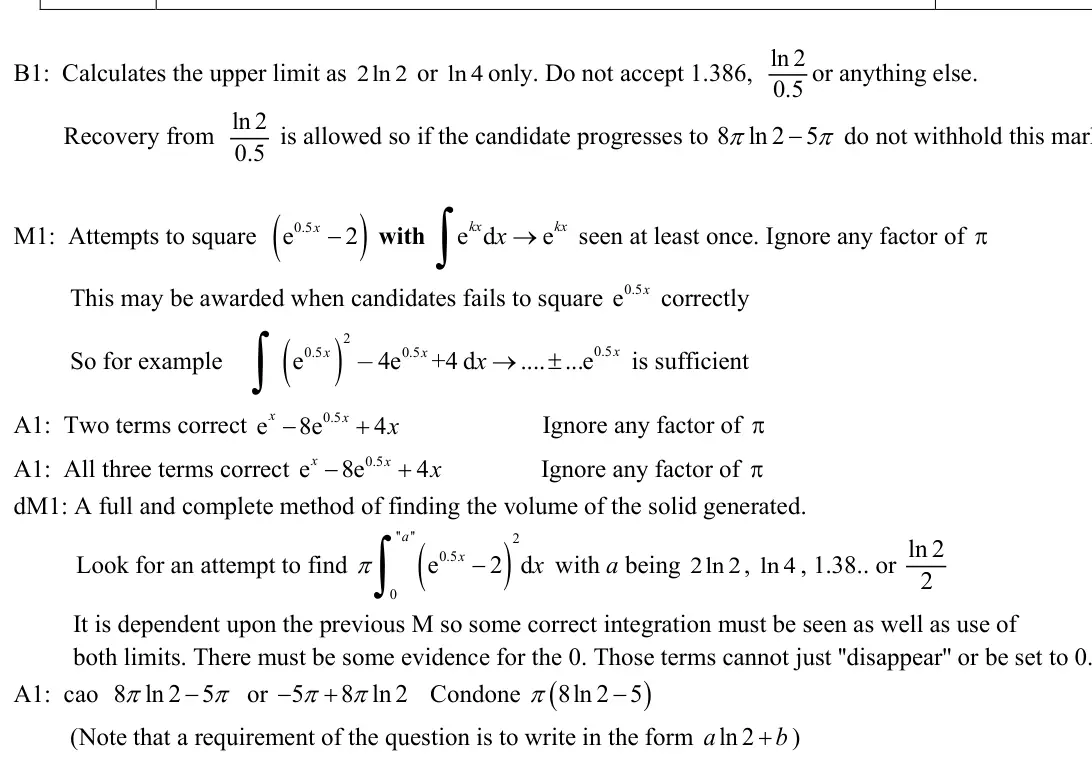 B1: Calculates the upper limit as 2 ln 2 or ln 4 only. Do not accept 1.386, ln 2/0.5 or anything else.
Recovery from ln 2/0.5 is allowed so if the candidate progresses to 8π ln 2 − 5π do not withhold this mar
M1: Attempts to square (e^{0.5x} − 2) with ∫ e^{kx} dx → e^{kx} seen at least once. Ignore any factor of π
This may be awarded when candidates fails to square e^{0.5x} correctly
So for example ∫ (e^{0.5x})^2 − 4e^{0.5x} +4 dx → .... ± ...e^{0.5x} is sufficient
A1: Two terms correct e^x − 8e^{0.5x} + 4x Ignore any factor of π
A1: All three terms correct e^x − 8e^{0.5x} + 4x Ignore any factor of π
dM1: A full and complete method of finding the volume of the solid generated.
Look for an attempt to find π ∫_0^{"a"} (e^{0.5x} − 2)^2 dx with a being 2 ln 2, ln 4, 1.38.. or ln 2/2
It is dependent upon the previous M so some correct integration must be seen as well as use of
both limits. There must be some evidence for the 0. Those terms cannot just "disappear" or be set to 0.
A1: cao 8π ln 2 − 5π or −5π + 8π ln 2 Condone π(8 ln 2 − 5)
(Note that a requirement of the question is to write in the form a ln 2 + b)